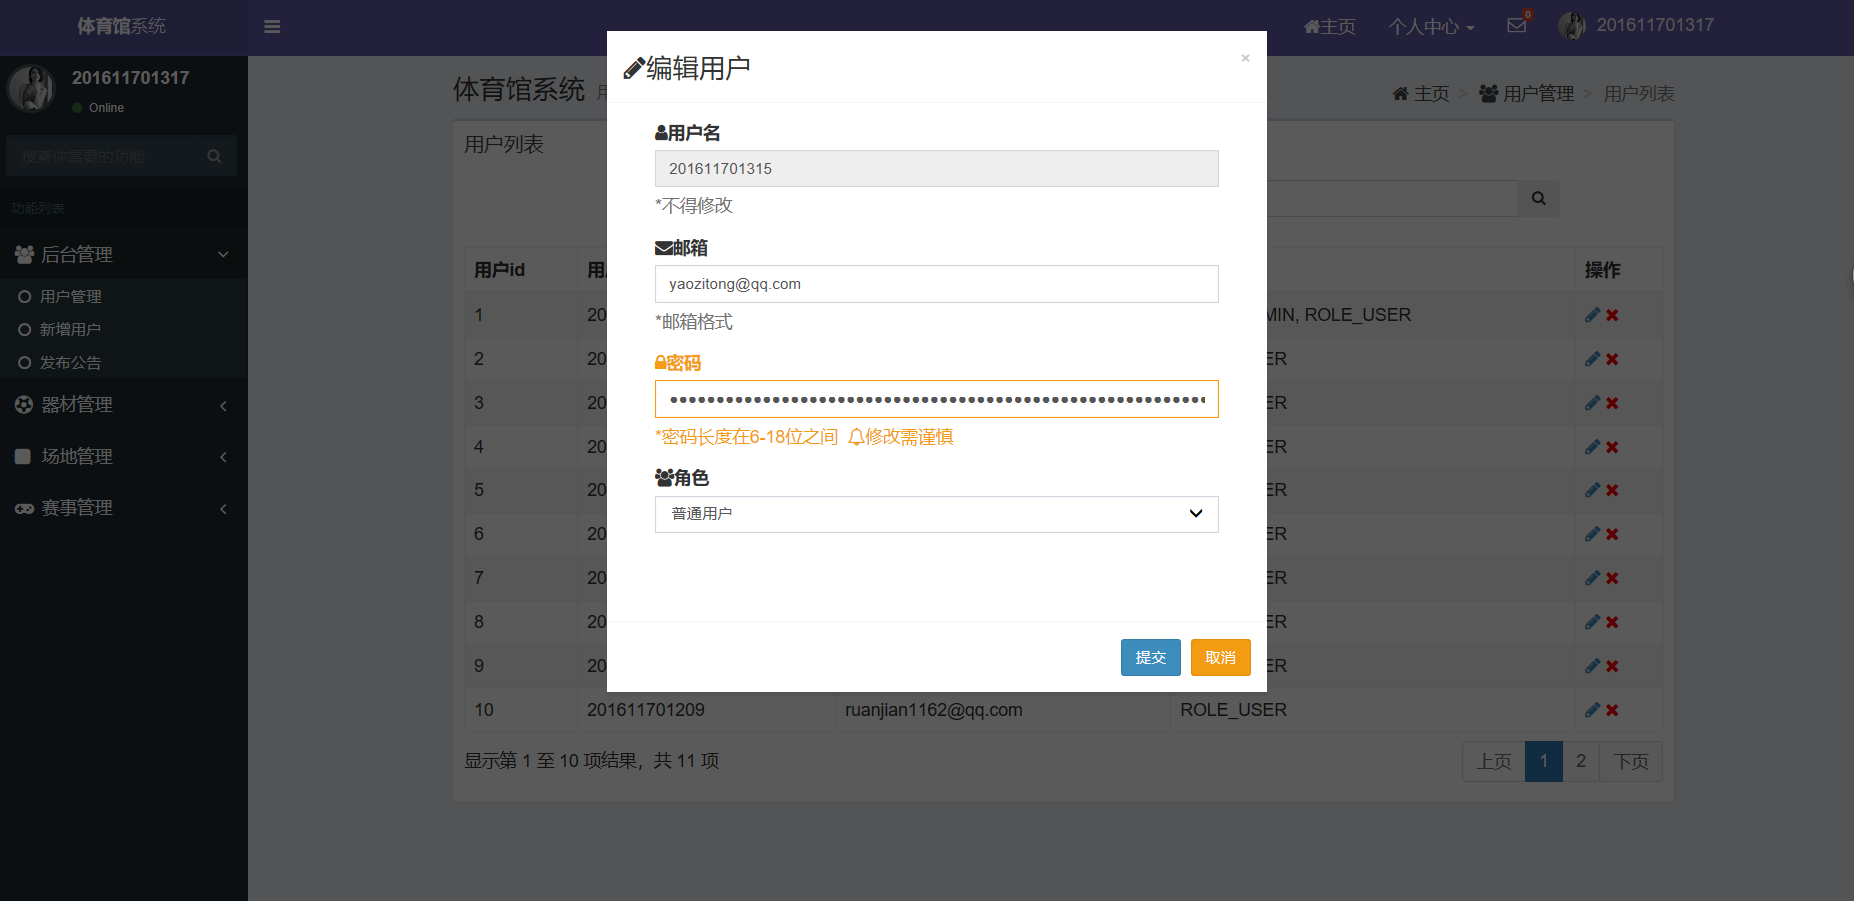 体育馆系统
主页
个人中心
0
201611701317
201611701317
Online
搜索你需要的功能
功能列表
后台管理
用户管理
新增用户
发布公告
器材管理
场地管理
赛事管理
体育馆系统
主页 > 用户管理 > 用户列表
用户列表
编辑用户
×
用户名
201611701315
*不得修改
邮箱
yaozitong@qq.com
*邮箱格式
密码
*密码长度在6-18位之间 修改需谨慎
角色
普通用户
提交
取消
用户id 操作
1 20 MIN, ROLE_USER
2 20 ER
3 20 ER
4 20 ER
5 20 ER
6 20 ER
7 20 ER
8 20 ER
9 20 ER
10 201611701209 ruanjian1162@qq.com ROLE_USER
显示第 1 至 10 项结果，共 11 项
上页 1 2 下页